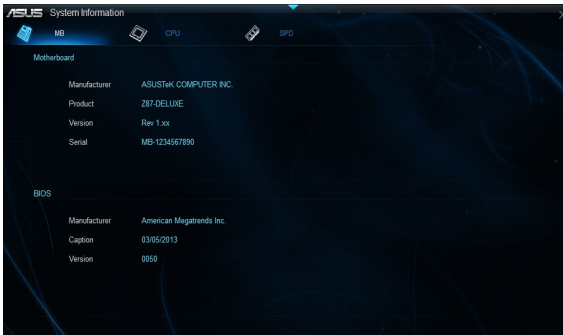 ASUS System Information
MB CPU SPD
Motherboard
Manufacturer ASUSTeK COMPUTER INC.
Product Z87-DELUXE
Version Rev 1.xx
Serial MB-1234567890
BIOS
Manufacturer American Megatrends Inc.
Caption 03/05/2013
Version 0050